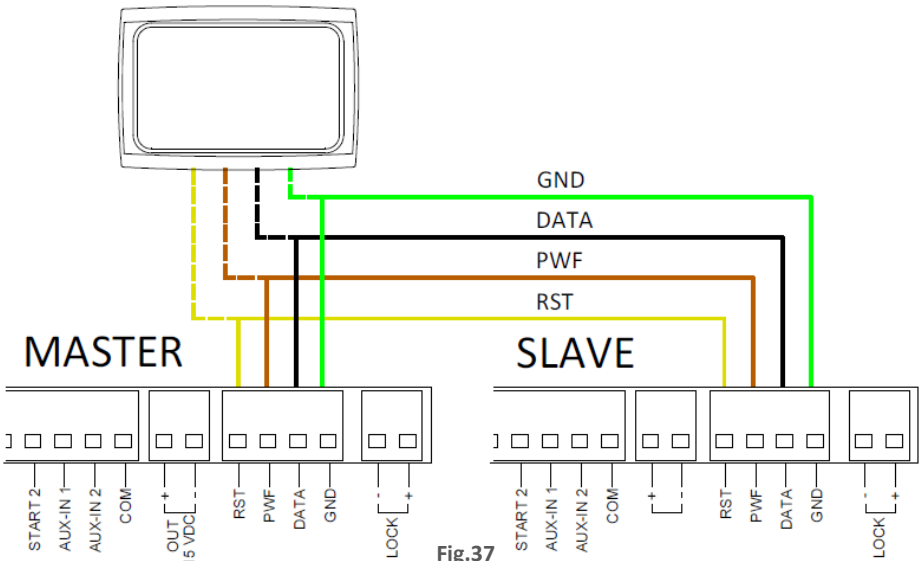 GND
DATA
PWF
RST
MASTER
SLAVE
START 2
AUX-IN 1
AUX-IN 2
COM
+ -
OUT
5 VDC
RST
PWF
DATA
GND
- +
LOCK
START 2
AUX-IN 1
AUX-IN 2
COM
+ -
RST
PWF
DATA
GND
- +
LOCK
Fig.37